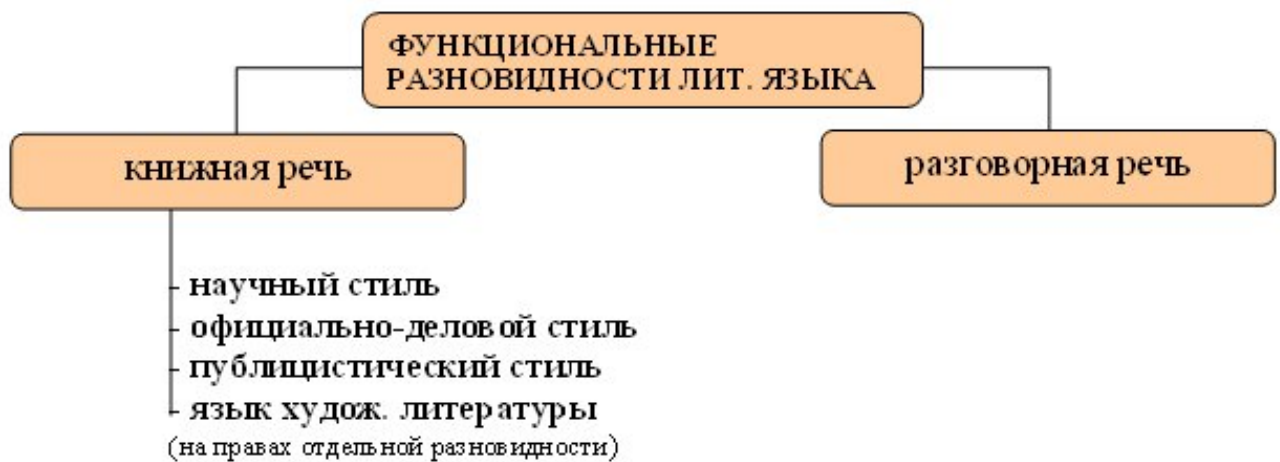 ФУНКЦИОНАЛЬНЫЕ
РАЗНОВИДНОСТИ ЛИТ. ЯЗЫКА
книжная речь
разговорная речь
- научный стиль
- официально-деловой стиль
- публицистический стиль
- язык худож. литературы
(на правах отдельной разновидности)